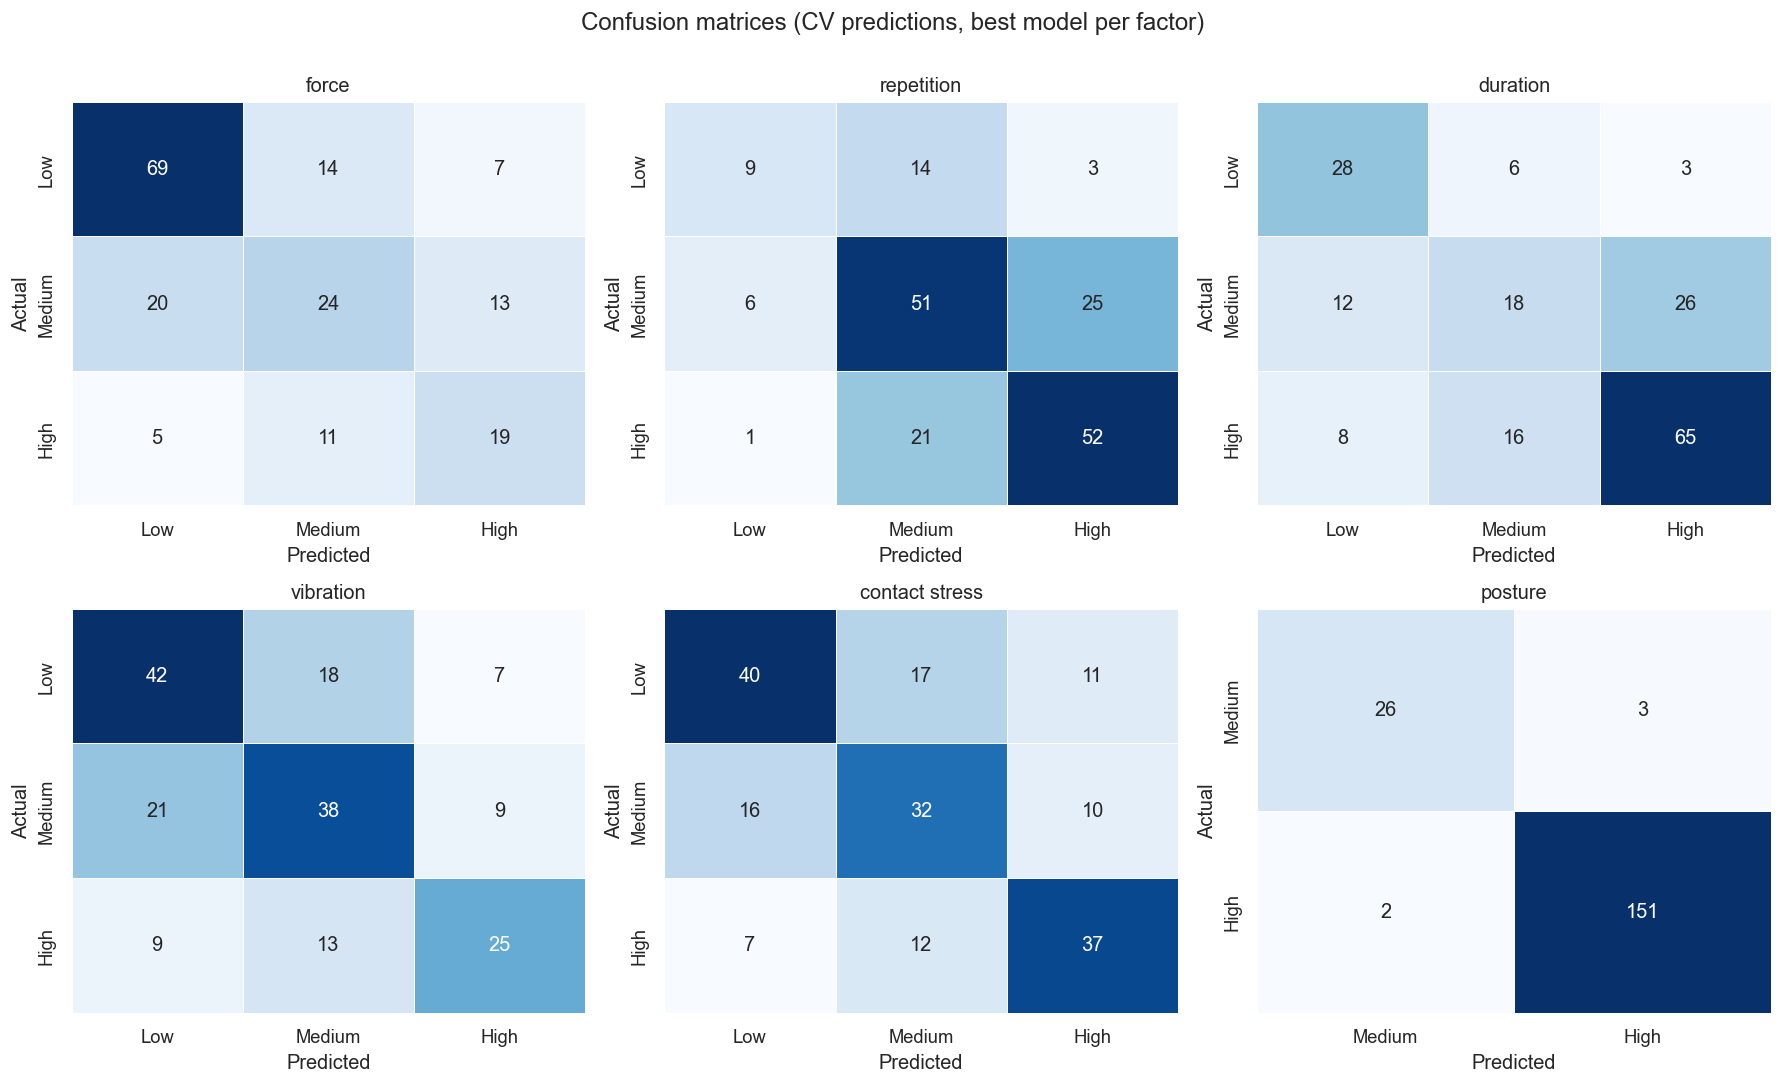 Confusion matrices (CV predictions, best model per factor)
force
Actual
Low
Medium
High
69 14 7
20 24 13
5 11 19
Low Medium High
Predicted
repetition
Actual
Low
Medium
High
9 14 3
6 51 25
1 21 52
Low Medium High
Predicted
duration
Actual
Low
Medium
High
28 6 3
12 18 26
8 16 65
Low Medium High
Predicted
vibration
Actual
Low
Medium
High
42 18 7
21 38 9
9 13 25
Low Medium High
Predicted
contact stress
Actual
Low
Medium
High
40 17 11
16 32 10
7 12 37
Low Medium High
Predicted
posture
Actual
Medium
High
26 3
2 151
Medium High
Predicted